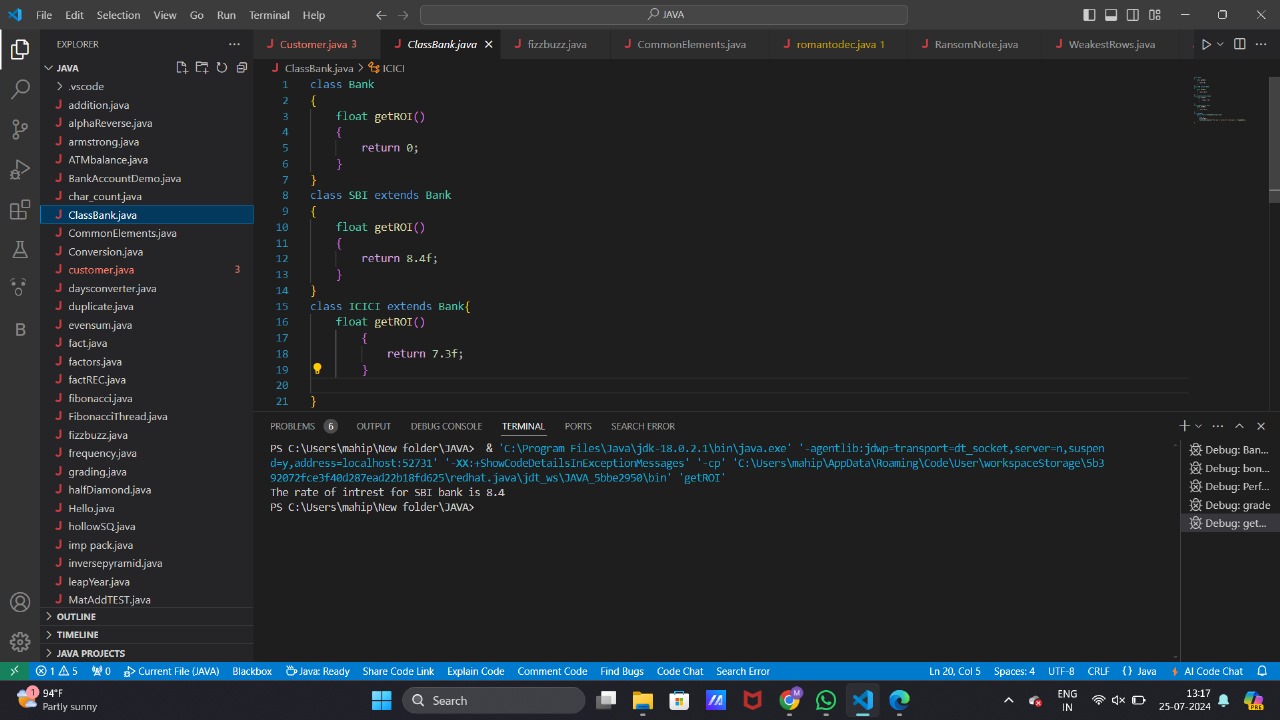 File Edit Selection View Go Run Terminal Help
JAVA
EXPLORER
JAVA
.vscode
addition.java
alphaReverse.java
armstrong.java
ATMbalance.java
BankAccountDemo.java
char_count.java
ClassBank.java
CommonElements.java
Conversion.java
customer.java 3
daysconverter.java
duplicate.java
evensum.java
fact.java
factors.java
factREC.java
fibonacci.java
FibonacciThread.java
fizzbuzz.java
frequency.java
grading.java
halfDiamond.java
Hello.java
hollowSQ.java
imp pack.java
inversepyramid.java
leapYear.java
MatAddTEST.java
OUTLINE
TIMELINE
JAVA PROJECTS
Customer.java 3 ClassBank.java fizzbuzz.java CommonElements.java romantodec.java 1 RansomNote.java WeakestRows.java
ClassBank.java > ICICI
1 class Bank
2 {
3 float getROI()
4 {
5 return 0;
6 }
7 }
8 class SBI extends Bank
9 {
10 float getROI()
11 {
12 return 8.4f;
13 }
14 }
15 class ICICI extends Bank{
16 float getROI()
17 {
18 return 7.3f;
19 }
20
21 }
PROBLEMS 6 OUTPUT DEBUG CONSOLE TERMINAL PORTS SEARCH ERROR
PS C:\Users\mahip\New folder\JAVA> & 'C:\Program Files\Java\jdk-18.0.2.1\bin\java.exe' '-agentlib:jdwp=transport=dt_socket,server=n,suspen
d=y,address=localhost:52731' '-XX:+ShowCodeDetailsInExceptionMessages' '-cp' 'C:\Users\mahip\AppData\Roaming\Code\User\workspaceStorage\5b3
92072fce3f40d287ead22b18fd625\redhat.java\jdt_ws\JAVA_5bbe2950\bin' 'getROI'
The rate of intrest for SBI bank is 8.4
PS C:\Users\mahip\New folder\JAVA>
Debug: Ban...
Debug: bon...
Debug: Perf...
Debug: grade
Debug: get...
1 5 0 Current File (JAVA) Blackbox Java: Ready Share Code Link Explain Code Comment Code Find Bugs Code Chat Search Error Ln 20, Col 5 Spaces: 4 UTF-8 CRLF {} Java AI Code Chat
1 94°F
Partly sunny
Search
M
ENG
IN
13:17
25-07-2024
PRE
B